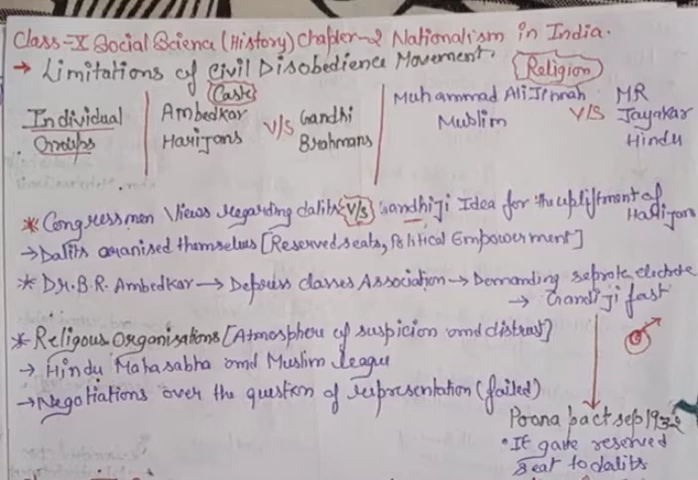 Class-X Social Science (History) Chapter-2 Nationalism in India.
→ Limitations of Civil Disobedience Movement.
Religion
Caste
Individual Groups
Ambedkar Harijans
V/S
Gandhi Brahmans
Muhammad Ali Jinnah Muslim
V/S
MR Jayakar Hindu
* Congressmen Views regarding dalits V/S Gandhiji Idea for the upliftment of Harijan
→ Dalits organised themselves [Reserved seats, Political Empowerment]
* Dr. B.R. Ambedkar → Depress classes Association → Demanding seprate electrote
→ Gandiji fast
* Religous Organisations [Atmosphere of suspicion and distrust]
→ Hindu Mahasabha and Muslim league
→ Negotiations over the question of representation (failed)
Poona pact sep 1932
• It gave reserved
seat to dalits